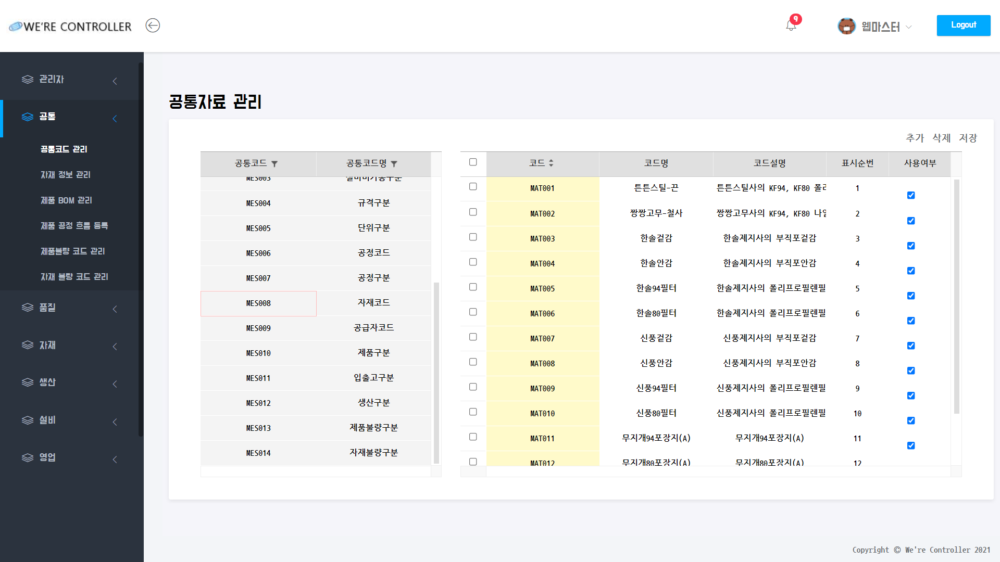 WE'RE CONTROLLER
9
웹마스터
Logout
관리자
공통
공통코드 관리
자재 정보 관리
제품 BOM 관리
제품 공정 흐름 등록
제품불량 코드 관리
자재 불량 코드 관리
품질
자재
생산
설비
영업
공통자료 관리
추가 삭제 저장
공통코드 공통코드명
MES003 설비비가동구분
MES004 규격구분
MES005 단위구분
MES006 공정코드
MES007 공정구분
MES008 자재코드
MES009 공급자코드
MES010 제품구분
MES011 입출고구분
MES012 생산구분
MES013 제품불량구분
MES014 자재불량구분
코드 코드명 코드설명 표시순번 사용여부
MAT001 튼튼스틸-끈 튼튼스틸사의 KF94, KF80 폴리 1
MAT002 짱짱고무-철사 짱짱고무사의 KF94, KF80 나일 2
MAT003 한솔겉감 한솔제지사의 부직포겉감 3
MAT004 한솔안감 한솔제지사의 부직포안감 4
MAT005 한솔94필터 한솔제지사의 폴리프로필렌필 5
MAT006 한솔80필터 한솔제지사의 폴리프로필렌필 6
MAT007 신풍겉감 신풍제지사의 부직포겉감 7
MAT008 신풍안감 신풍제지사의 부직포안감 8
MAT009 신풍94필터 신풍제지사의 폴리프로필렌필 9
MAT010 신풍80필터 신풍제지사의 폴리프로필렌필 10
MAT011 무지개94포장지(A) 무지개94포장지(A) 11
MAT012 무지개80포장지(A) 무지개80포장지(A) 12
Copyright © We're Controller 2021